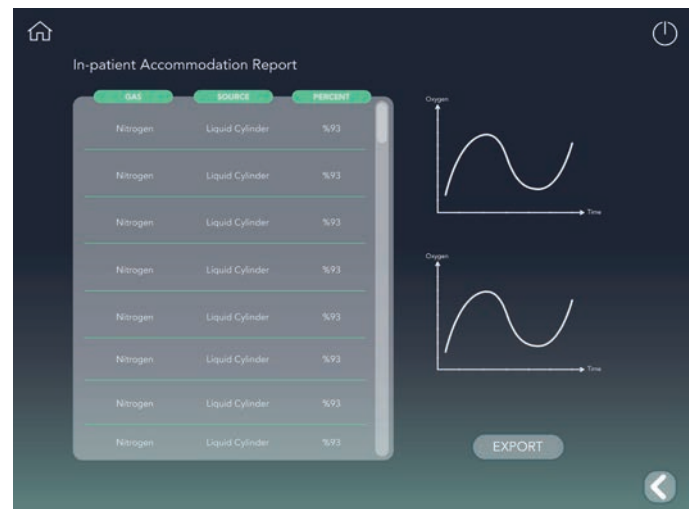 In-patient Accommodation Report
GAS SOURCE PERCENT
Nitrogen Liquid Cylinder %93
Nitrogen Liquid Cylinder %93
Nitrogen Liquid Cylinder %93
Nitrogen Liquid Cylinder %93
Nitrogen Liquid Cylinder %93
Nitrogen Liquid Cylinder %93
Nitrogen Liquid Cylinder %93
Nitrogen Liquid Cylinder %93
Oxygen
Time
Oxygen
Time
EXPORT